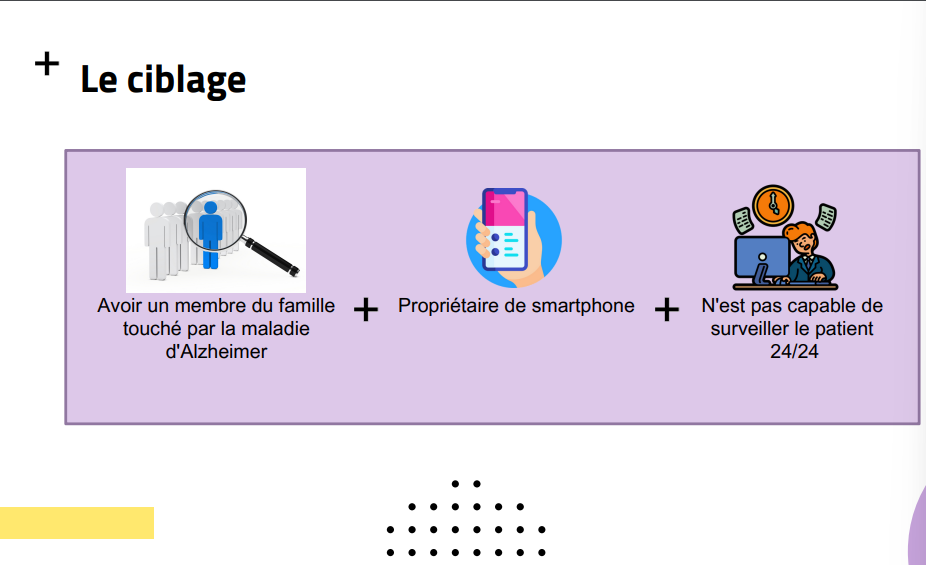 Le ciblage
Avoir un membre du famille
touché par la maladie
d'Alzheimer
+
Propriétaire de smartphone
+
N'est pas capable de
surveiller le patient
24/24